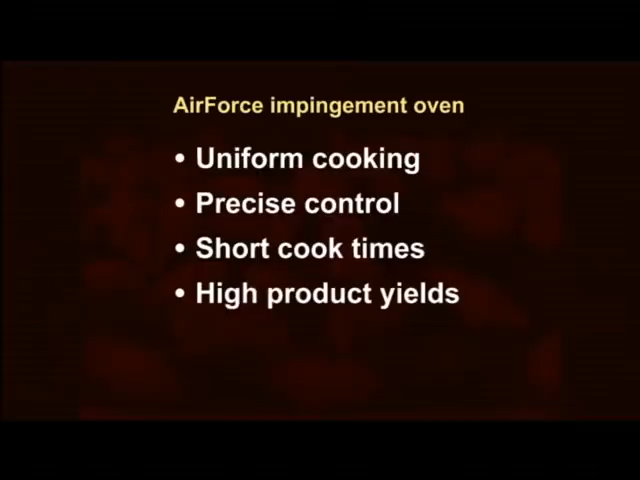 AirForce impingement oven
• Uniform cooking
• Precise control
• Short cook times
• High product yields